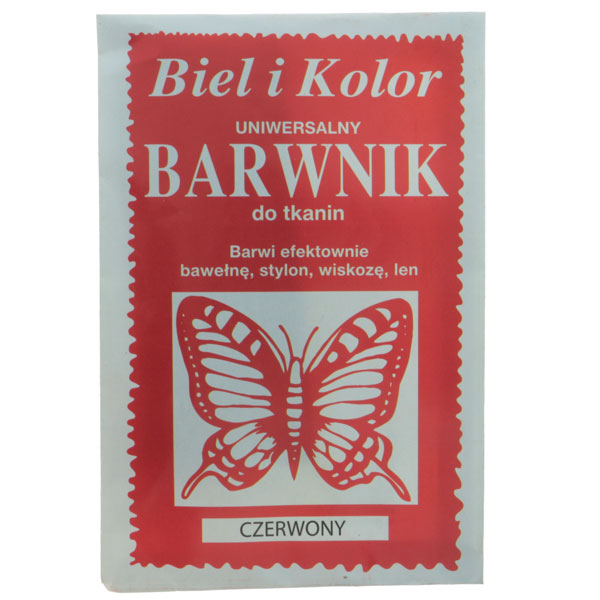 Biel i Kolor
UNIWERSALNY
BARWNIK
do tkanin
Barwi efektownie
bawełnę, stylon, wiskozę, len
CZERWONY